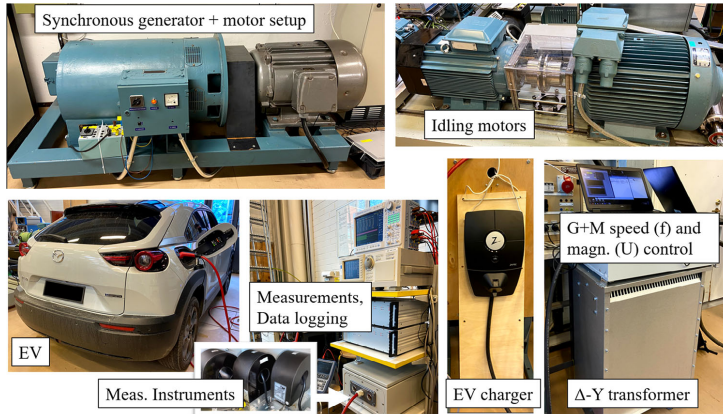 Synchronous generator + motor setup
Idling motors
EV
Measurements,
Data logging
Meas. Instruments
Z
EV charger
G+M speed (f) and
magn. (U) control
Δ-Y transformer